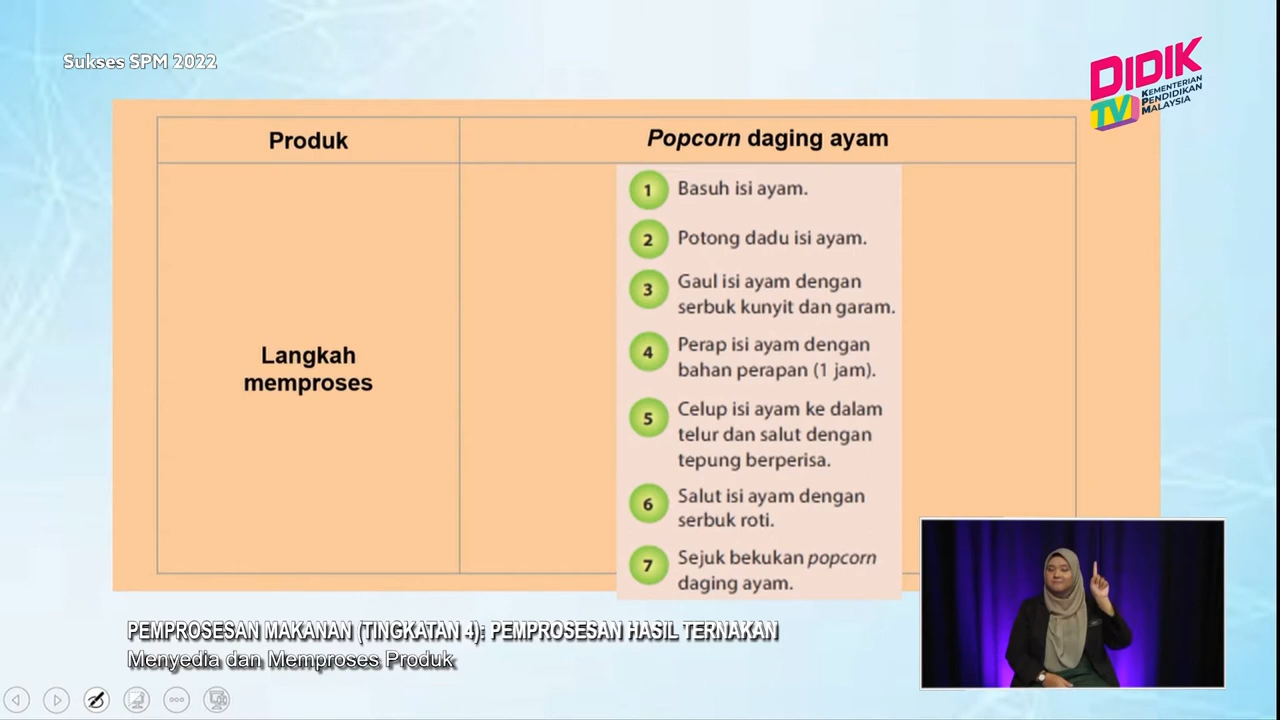 Sukses SPM 2022
DIDIK
TV
KEMENTERIAN
PENDIDIKAN
MALAYSIA
Produk
Popcorn daging ayam
Langkah
memproses
1 Basuh isi ayam.
2 Potong dadu isi ayam.
3 Gaul isi ayam dengan
serbuk kunyit dan garam.
4 Perap isi ayam dengan
bahan perapan (1 jam).
5 Celup isi ayam ke dalam
telur dan salut dengan
tepung berperisa.
6 Salut isi ayam dengan
serbuk roti.
7 Sejuk bekukan popcorn
daging ayam.
PEMPROSESAN MAKANAN (TINGKATAN 4): PEMPROSESAN HASIL TERNAKAN
Menyedia dan Memproses Produk